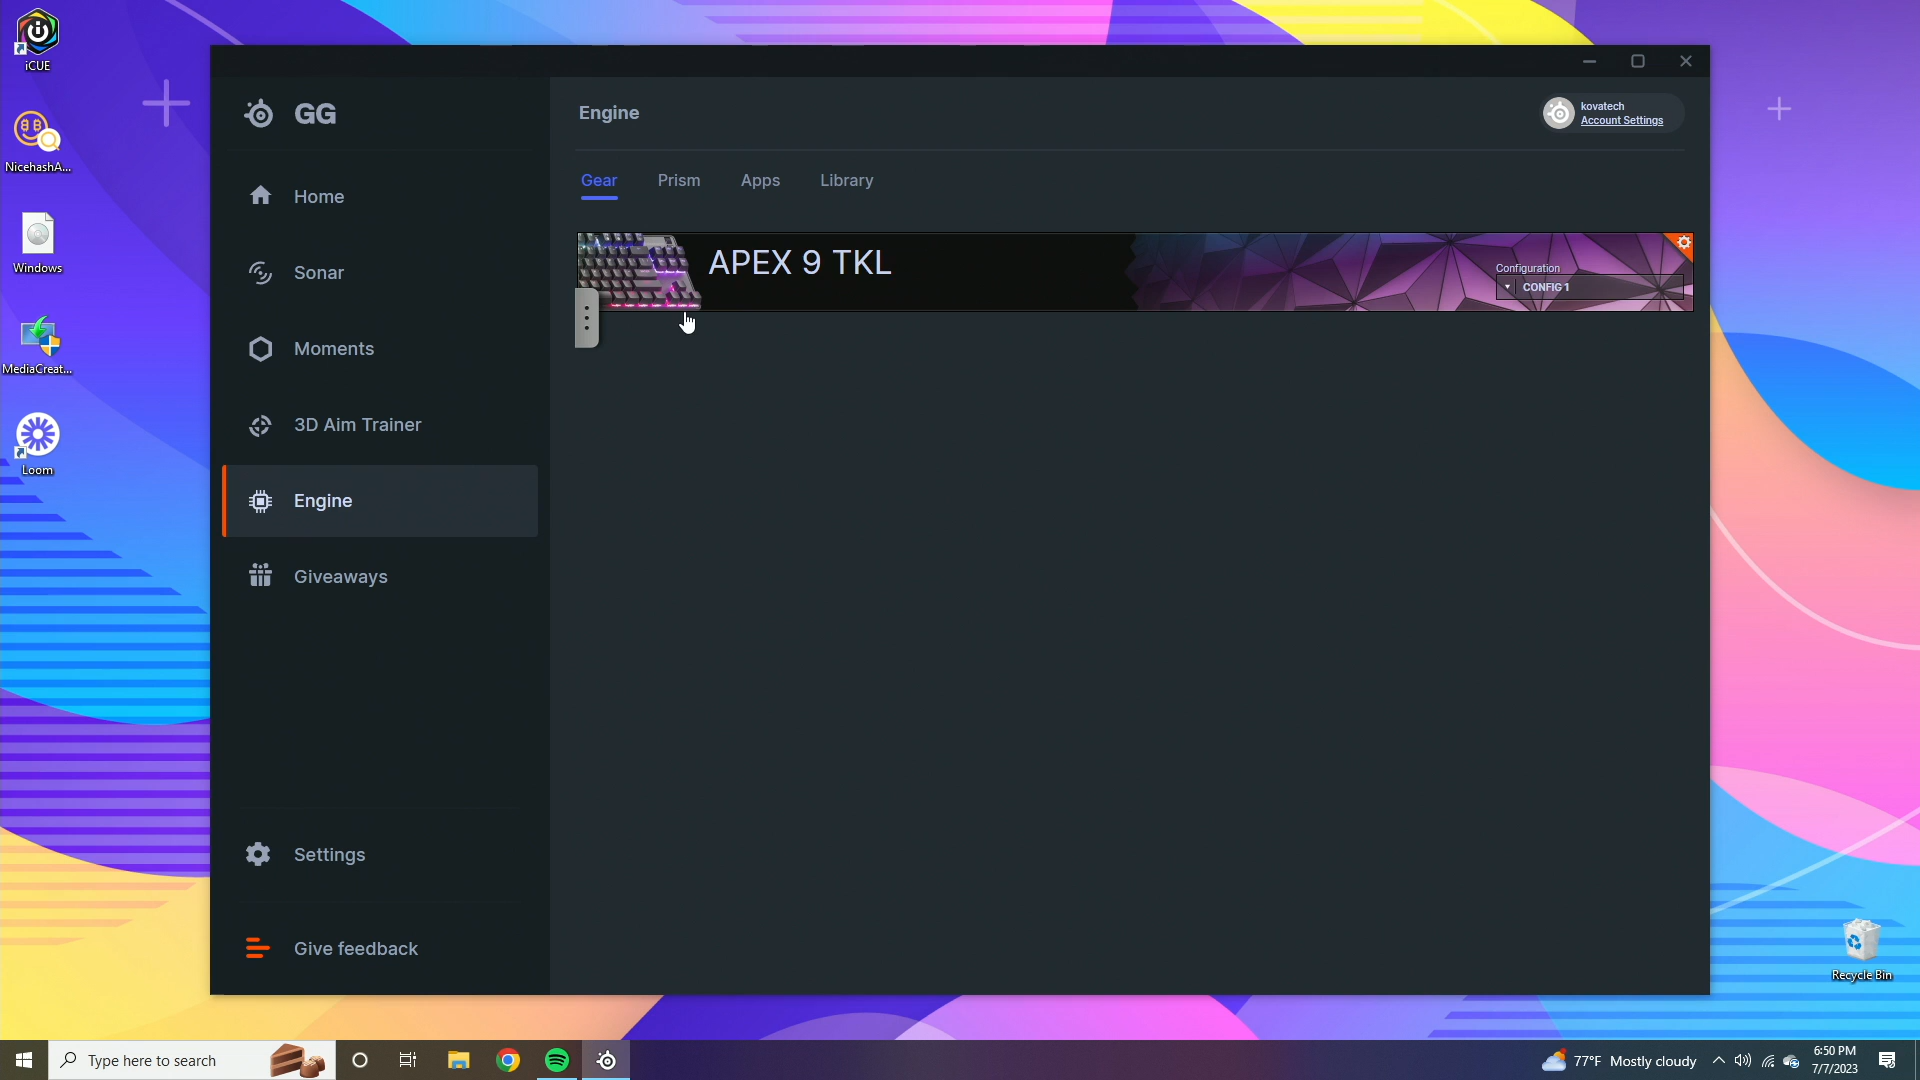 iCUE
NicehashA...
Windows
MediaCreat...
Loom
GG
Home
Sonar
Moments
3D Aim Trainer
Engine
Giveaways
Settings
Give feedback
Engine
kovatech
Account Settings
Gear
Prism
Apps
Library
APEX 9 TKL
Configuration
CONFIG 1
Recycle Bin
Type here to search
77°F Mostly cloudy
6:50 PM
7/7/2023